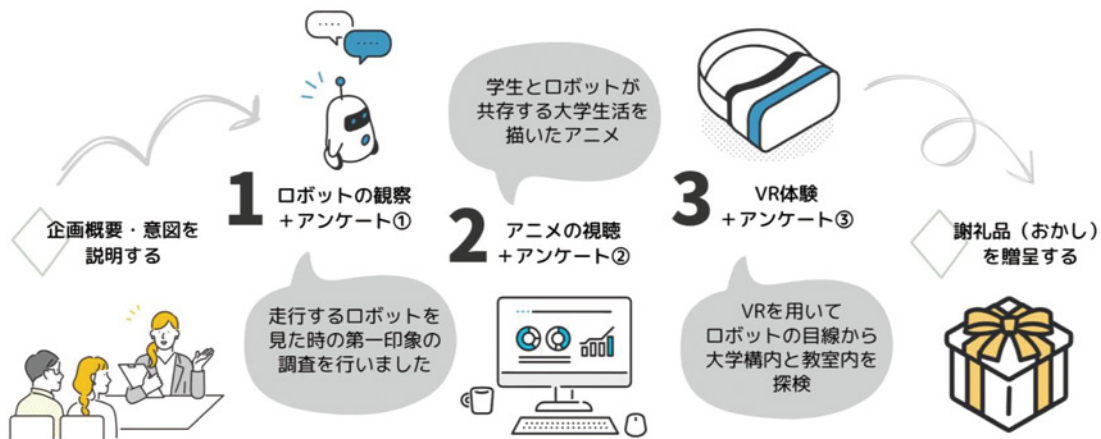 企画概要・意図を
説明する
1
ロボットの観察
＋アンケート①
走行するロボットを
見た時の第一印象の
調査を行いました
学生とロボットが
共存する大学生活を
描いたアニメ
2
アニメの視聴
＋アンケート②
3
VR体験
＋アンケート③
VRを用いて
ロボットの目線から
大学構内と教室内を
探検
謝礼品（おかし）
を贈呈する